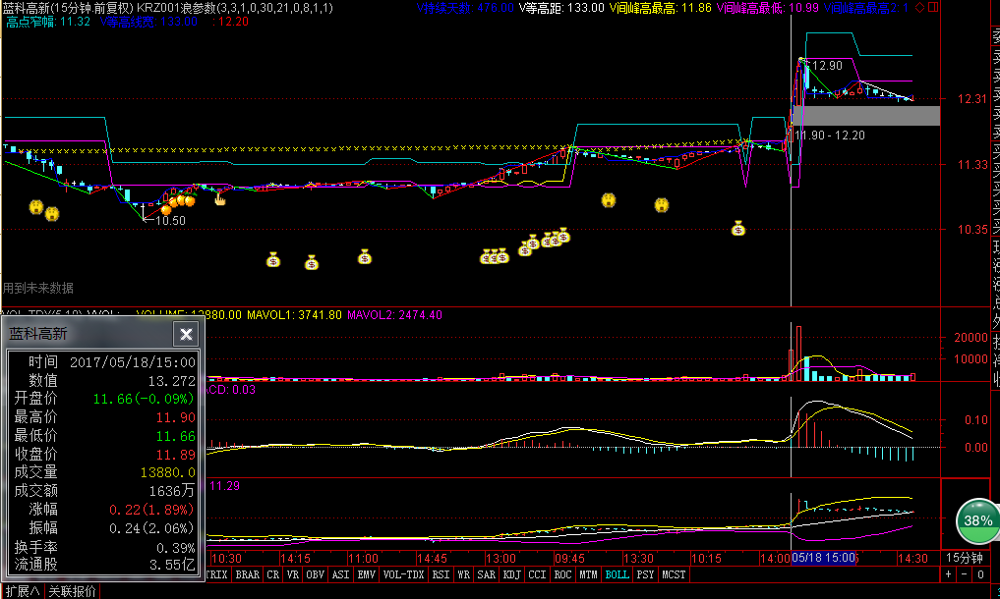 蓝科高新(15分钟.前复权) KRZ001浪参数(3,3,1,0,30,21,0,8,1,1)
V持续天数: 476.00 V等高距: 133.00 V间峰高最高: 11.86 V间峰高最低: 10.99 V间峰高最高2: 1
高点窄幅: 11.32 V等高线宽: 133.00 : 12.20
12.90
12.31
11.90 - 12.20
11.33
10.50
10.35
用到未来数据
VOL-TDX(5,10) VVOL: - VOLUME: 13880.00 MAVOL1: 3741.80 MAVOL2: 2474.40
20000
10000
ACD: 0.03
0.10
0.00
11.29
蓝科高新
时间 2017/05/18/15:00
数值 13.272
开盘价 11.66(-0.09%)
最高价 11.90
最低价 11.66
收盘价 11.89
成交量 13880.0
成交额 1636万
涨幅 0.22(1.89%)
振幅 0.24(2.06%)
换手率 0.39%
流通股 3.55亿
38%
10:30 14:15 11:00 14:45 13:00 09:45 13:30 10:15 14:00 05/18 15:00 14:30 15分钟
TRIX BRAR CR VR OBV ASI EMV VOL-TDX RSI WR SAR KDJ CCI ROC MTM BOLL PSY MCST + - 0
扩展∧ 关联报价